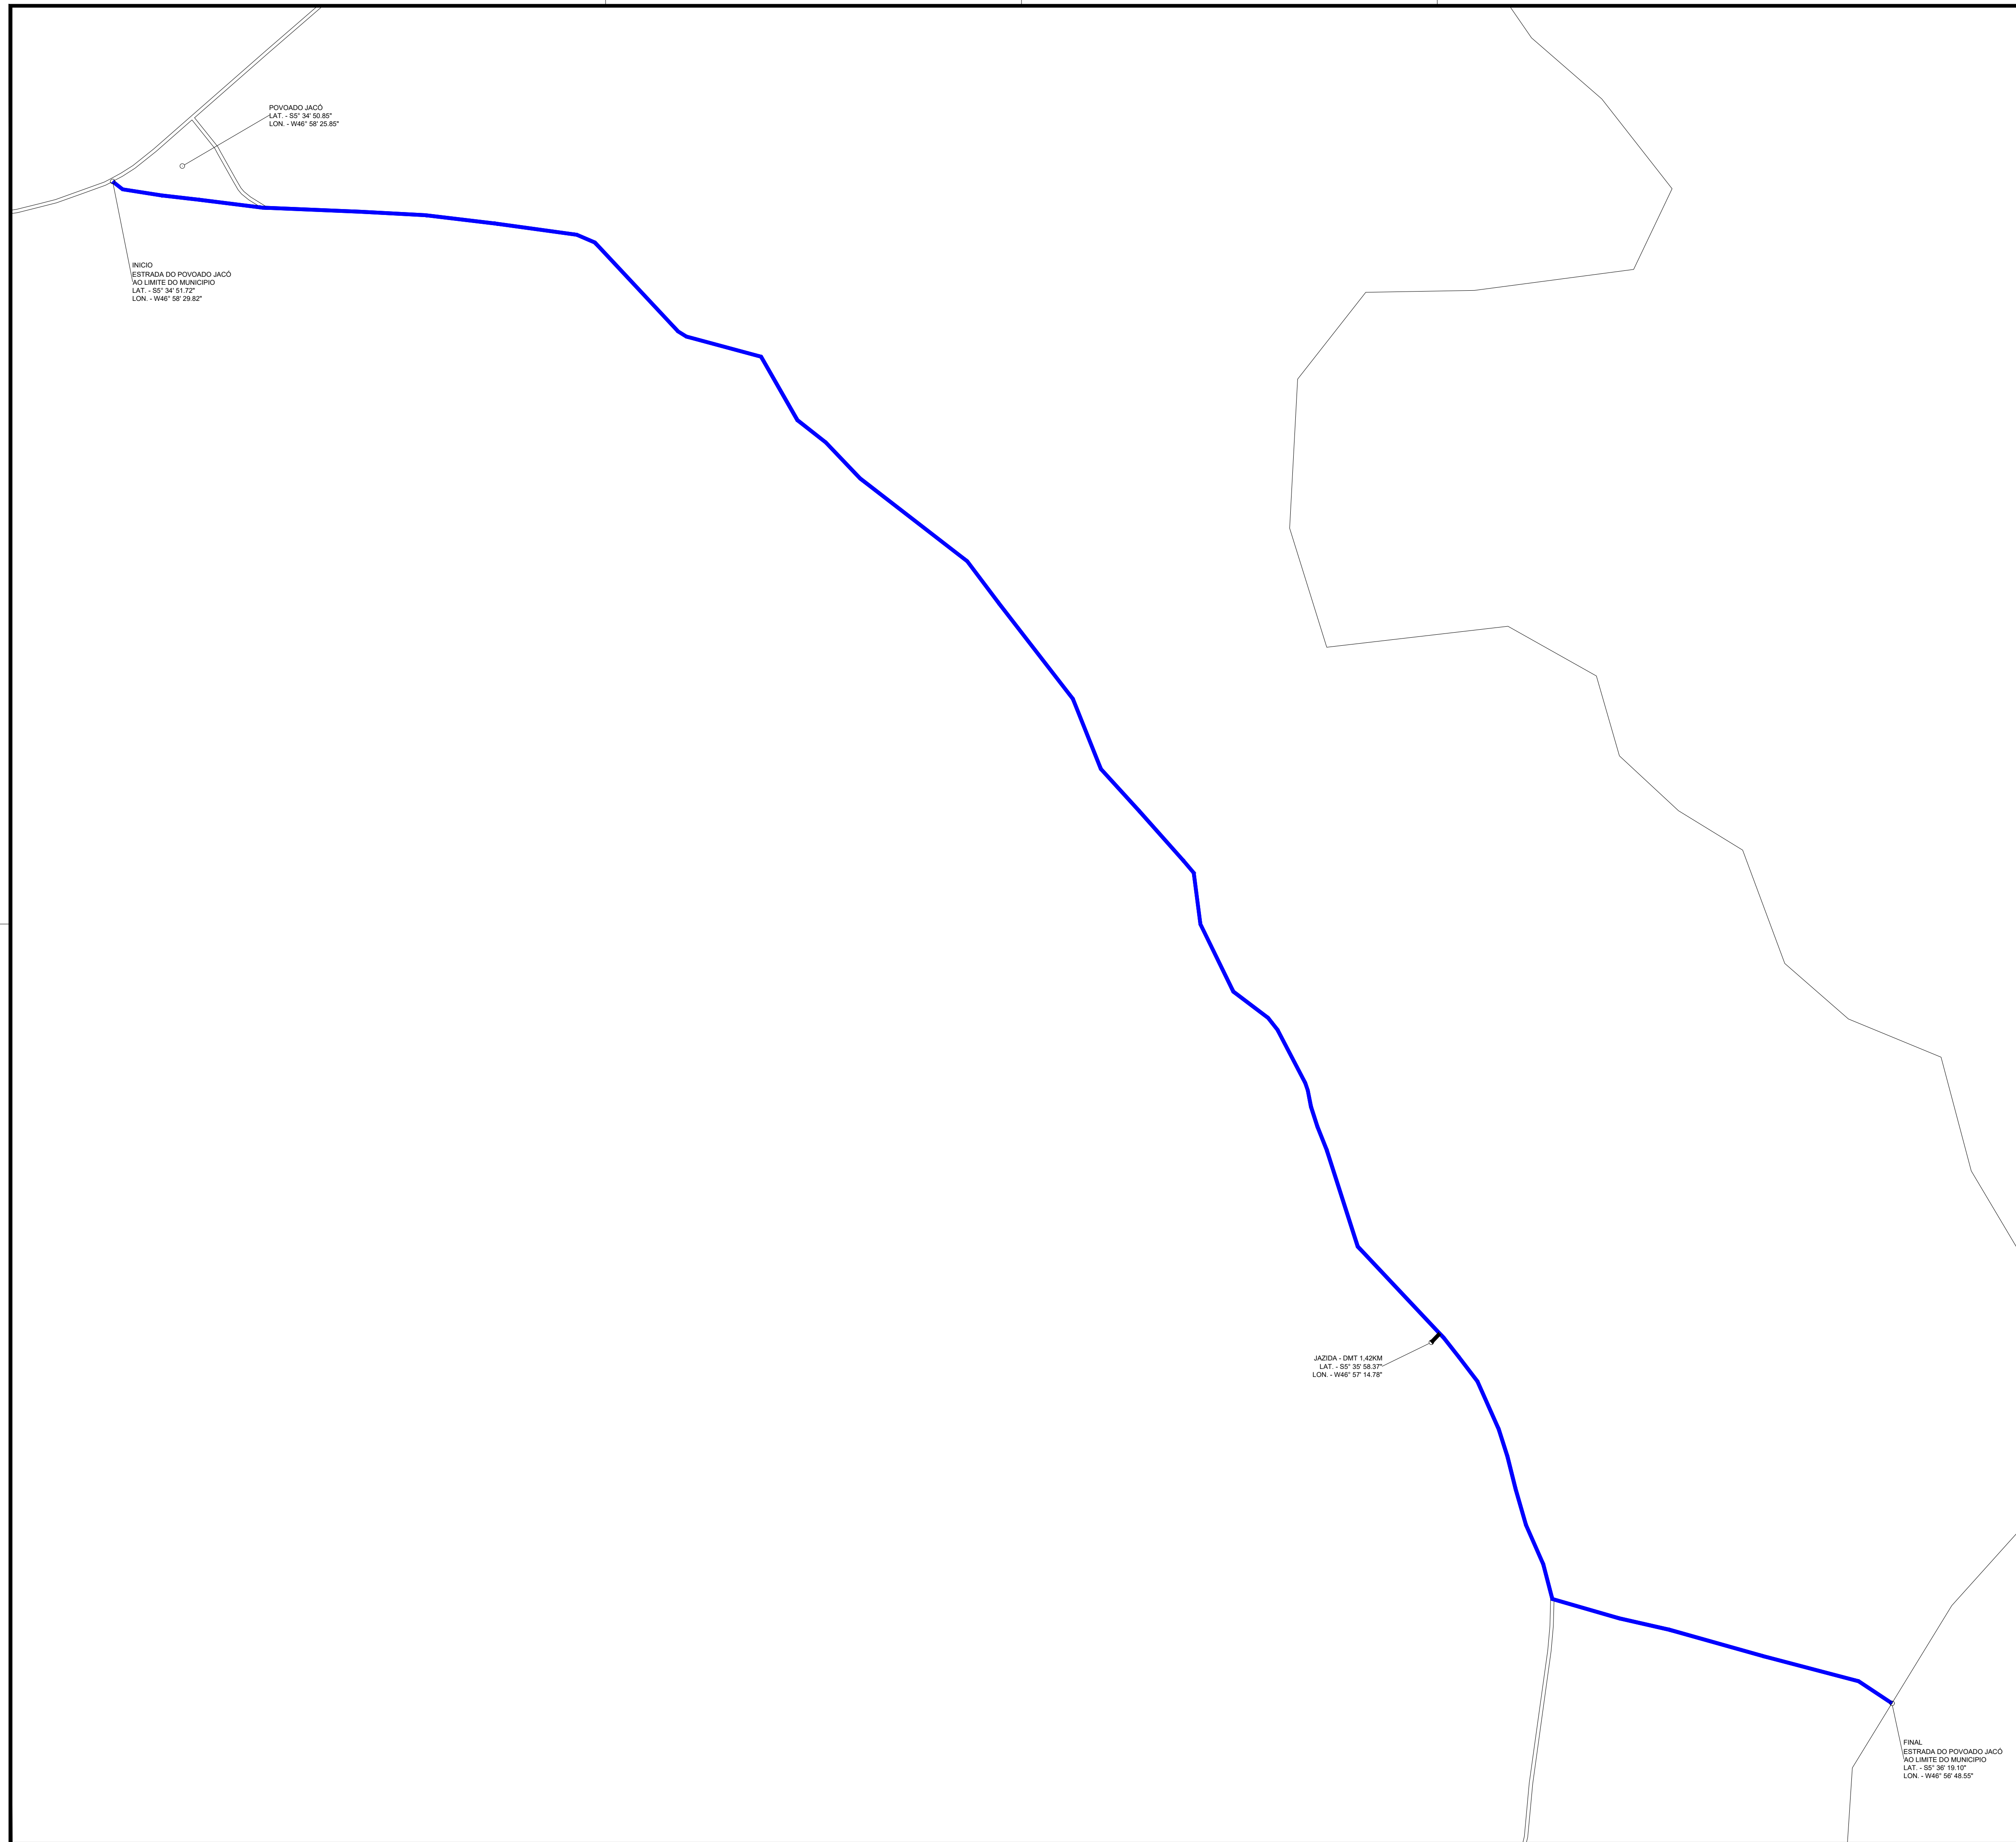 POVOADO JACÓ
LAT. - S5° 34' 50.85"
LON. - W46° 58' 25.85"
INICIO
ESTRADA DO POVOADO JACÓ
AO LIMITE DO MUNICIPIO
LAT. - S5° 34' 51.72"
LON. - W46° 58' 29.82"
JAZIDA - DMT 1,42KM
LAT. - S5° 35' 58.37"
LON. - W46° 57' 14.78"
FINAL
ESTRADA DO POVOADO JACÓ
AO LIMITE DO MUNICIPIO
LAT. - S5° 36' 19.10"
LON. - W46° 56' 48.55"